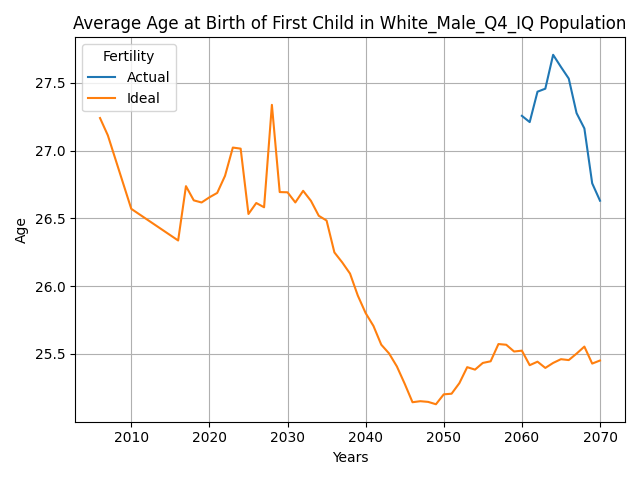 Average Age at Birth of First Child in White_Male_Q4_IQ Population
Fertility
Actual
Ideal
27.5
27.0
26.5
26.0
25.5
Age
2010 2020 2030 2040 2050 2060 2070
Years